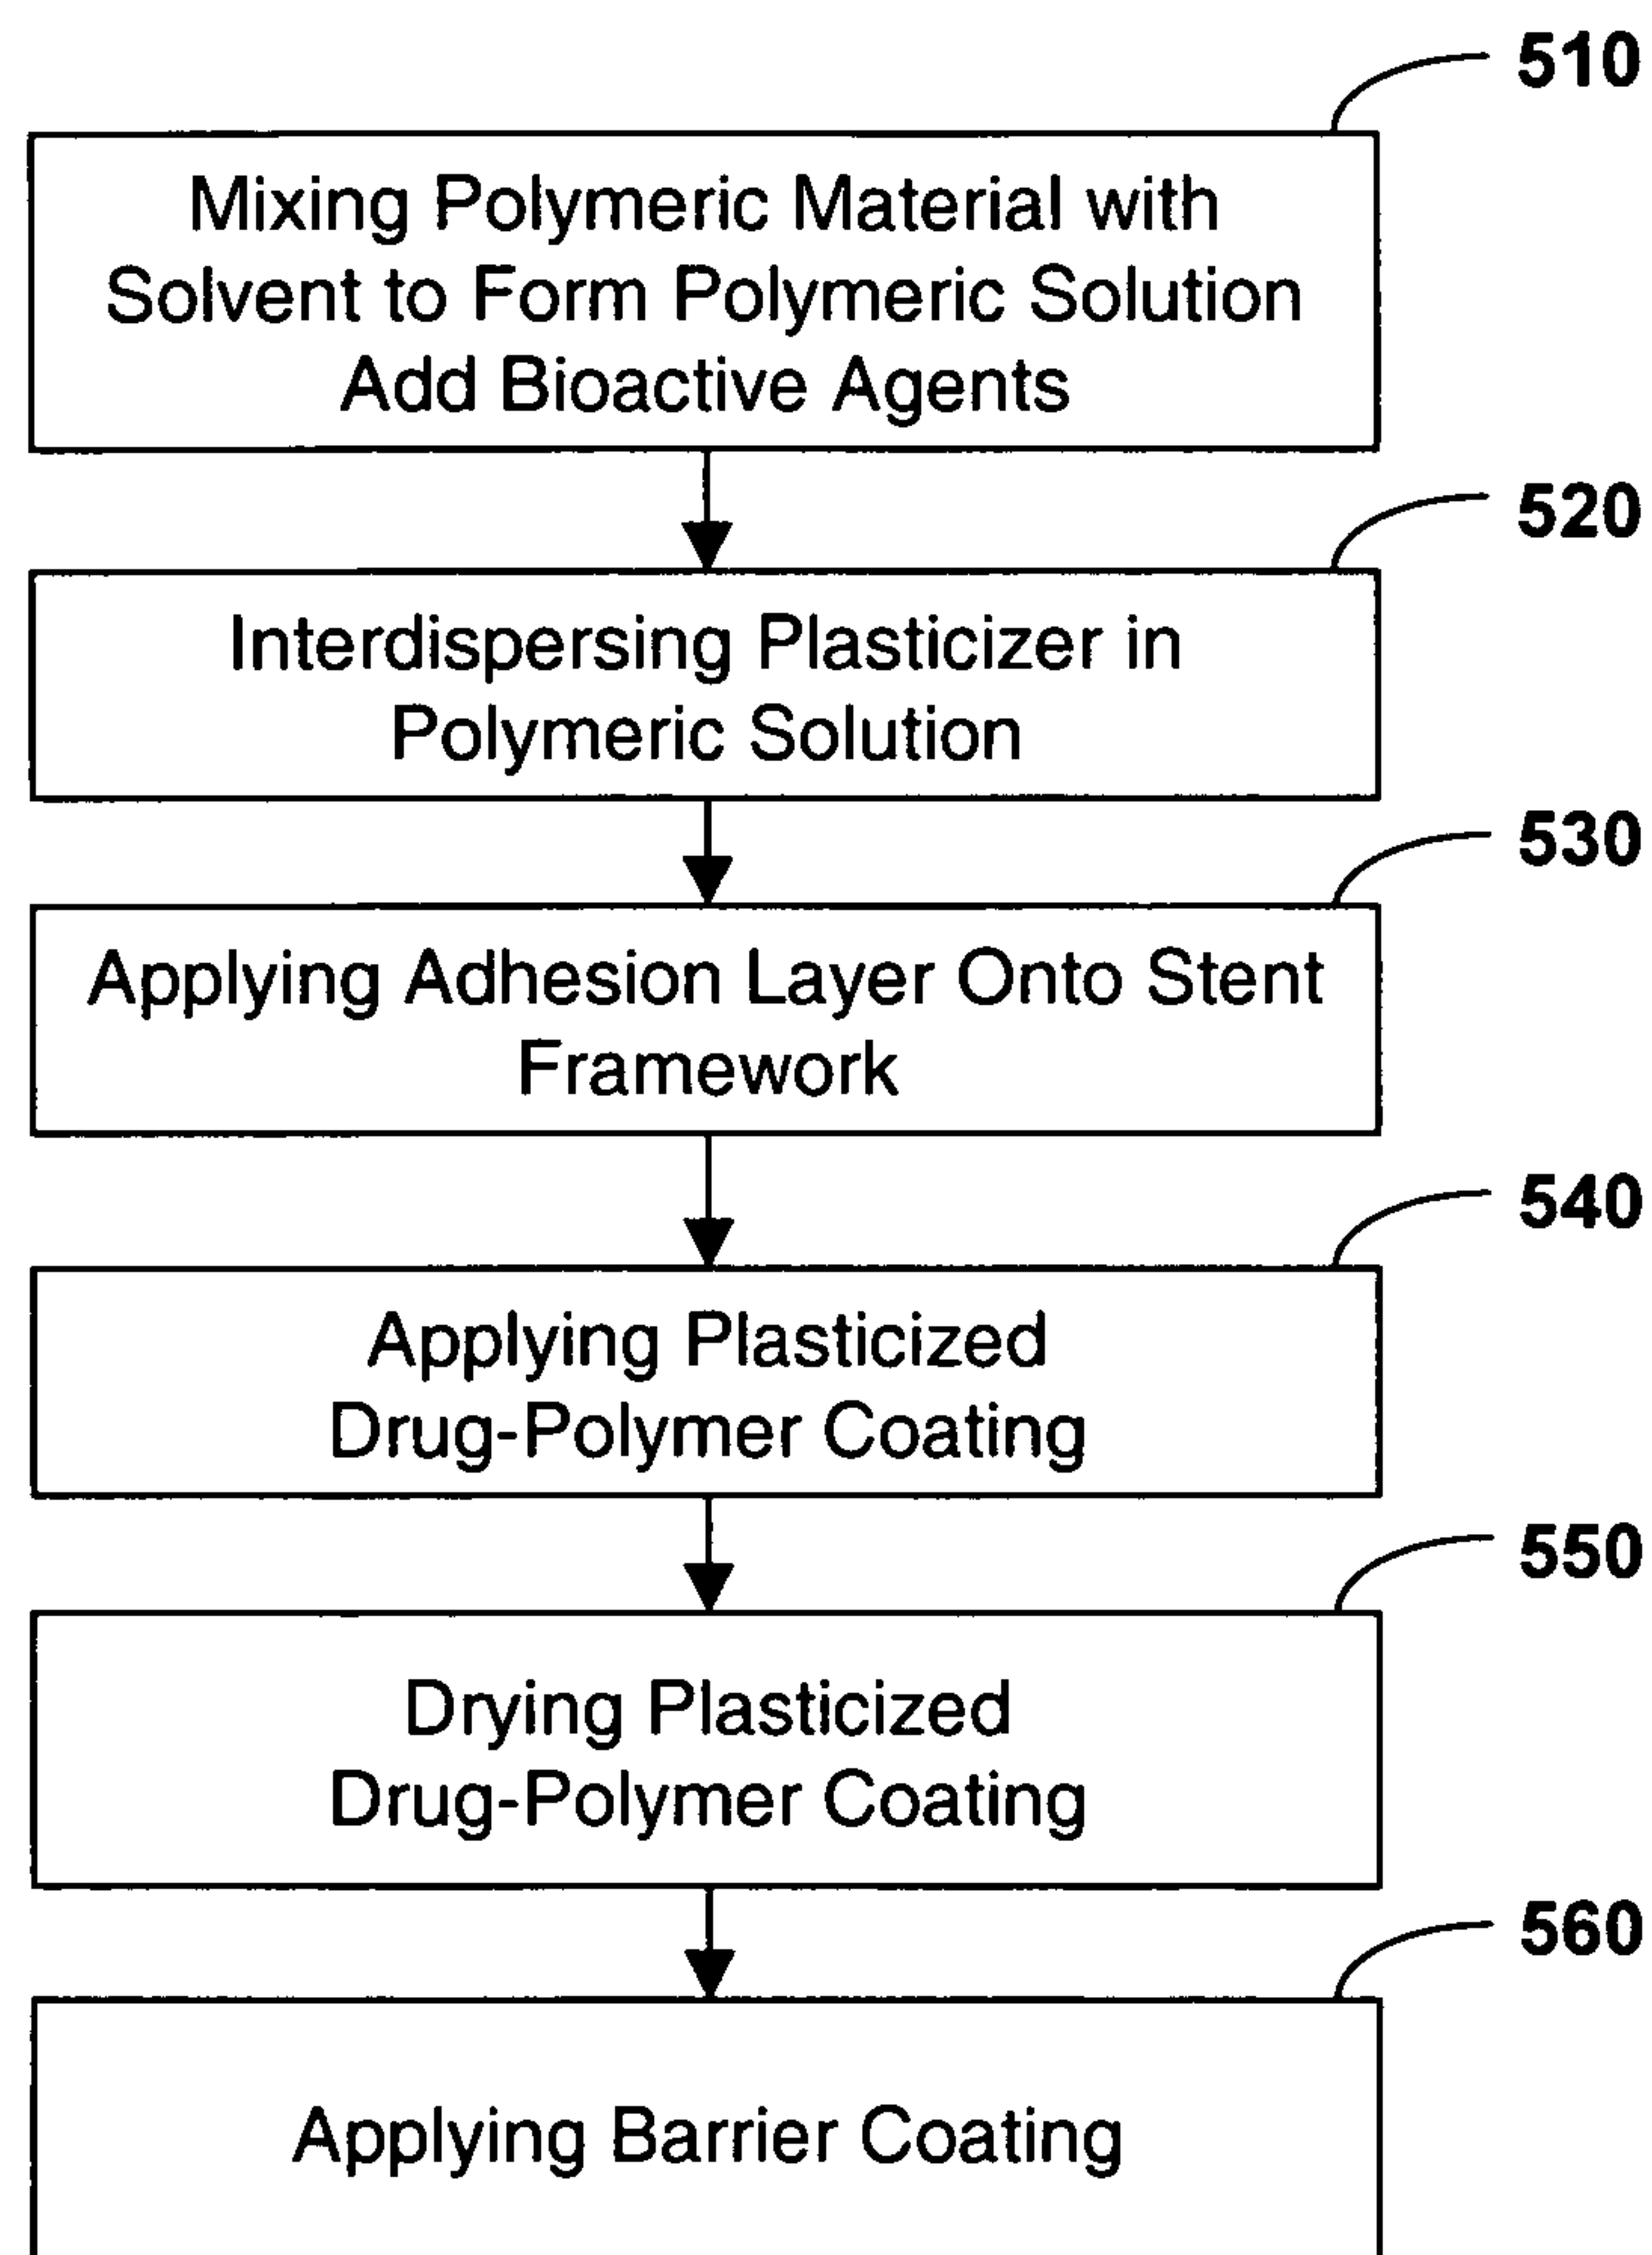 510
Mixing Polymeric Material with
Solvent to Form Polymeric Solution
Add Bioactive Agents
520
Interdispersing Plasticizer in
Polymeric Solution
530
Applying Adhesion Layer Onto Stent
Framework
540
Applying Plasticized
Drug-Polymer Coating
550
Drying Plasticized
Drug-Polymer Coating
560
Applying Barrier Coating